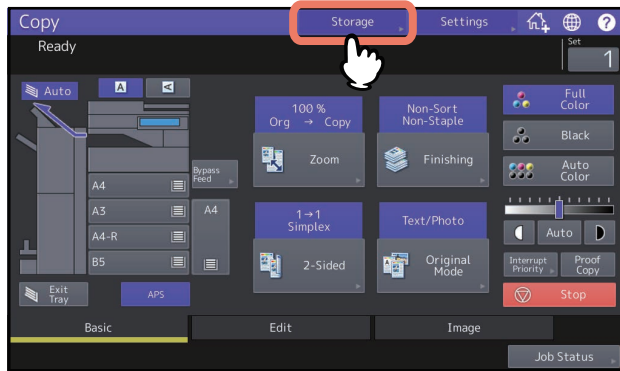 Copy
Storage
Settings
?
Ready
Set
1
Auto
A
A
100 %
Org → Copy
Zoom
Non-Sort
Non-Staple
Finishing
Full
Color
Black
Auto
Color
Bypass
Feed
A4
A3
A4-R
B5
A4
1→1
Simplex
2-Sided
Text/Photo
Original
Mode
Auto
Interrupt
Priority
Proof
Copy
Exit
Tray
APS
Stop
Basic
Edit
Image
Job Status